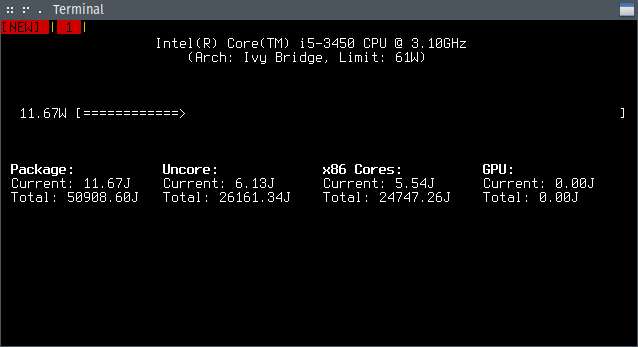 Terminal
[NEW] | 1 |
Intel(R) Core(TM) i5-3450 CPU @ 3.10GHz
(Arch: Ivy Bridge, Limit: 61W)
11.67W [============> ]
Package: Uncore: x86 Cores: GPU:
Current: 11.67J Current: 6.13J Current: 5.54J Current: 0.00J
Total: 50908.60J Total: 26161.34J Total: 24747.26J Total: 0.00J